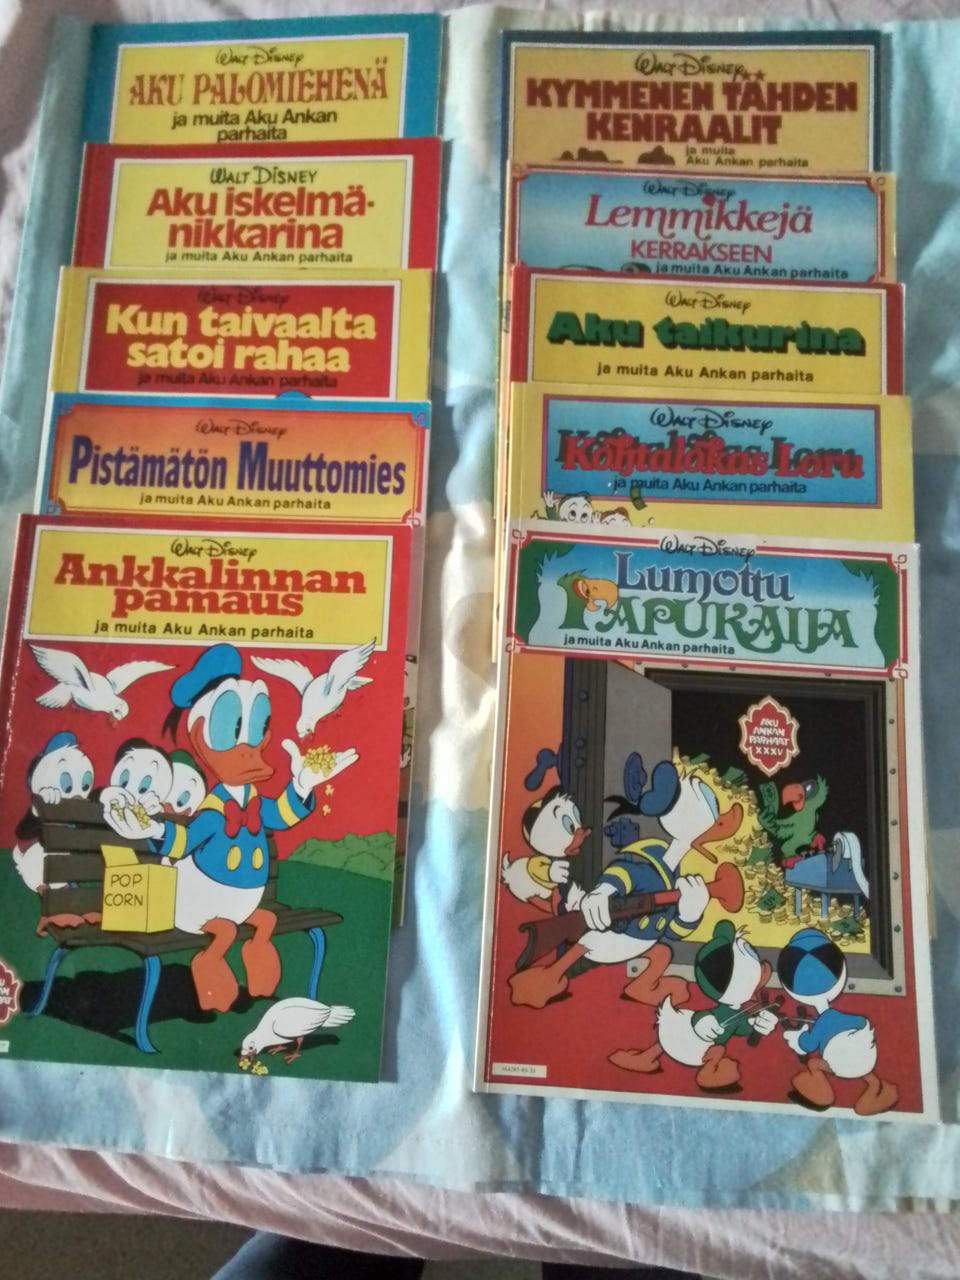 Walt Disney
AKU PALOMIEHENÄ
ja muita Aku Ankan
parhaita
WALT DISNEY
Aku iskelmä-
nikkarina
ja muita Aku Ankan parhaita
Walt Disney
Kun taivaalta
satoi rahaa
ja muita Aku Ankan parhaita
Walt Disney
Pistämätön Muuttomies
ja muita Aku Ankan parhaita
Walt Disney
Ankkalinnan
pamaus
ja muita Aku Ankan parhaita
POP
CORN
Walt Disney
KYMMENEN TÄHDEN
KENRAALIT
ja muita
Aku Ankan parhaita
Walt Disney
Lemmikkejä
KERRAKSEEN
ja muita Aku Ankan parhaita
Walt Disney
Aku taikurina
ja muita Aku Ankan parhaita
Walt Disney
Kohtalokas Loru
ja muita Aku Ankan parhaita
Walt Disney
Lumottu
PAPUKAIJA
ja muita Aku Ankan parhaita
AKU
ANKAN
PARHAAT
XXXV